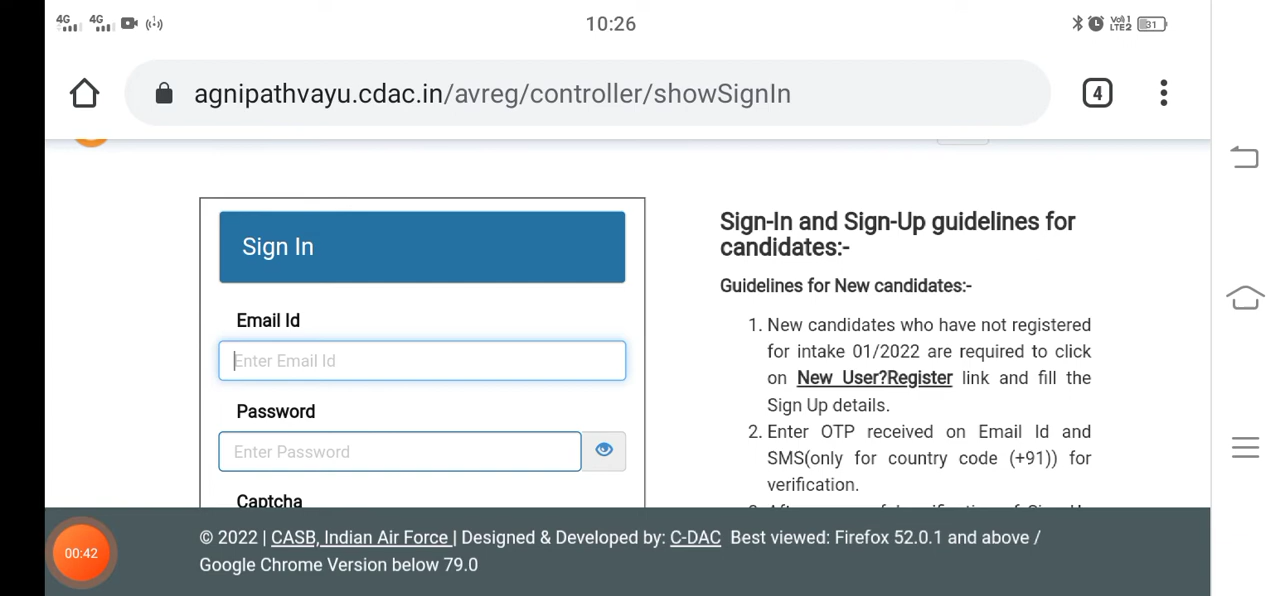 4G 4G 10:26 Vo) 1 LTE2 31
agnipathvayu.cdac.in/avreg/controller/showSignIn 4
Sign In
Email Id
Enter Email Id
Password
Enter Password
Captcha
Sign-In and Sign-Up guidelines for
candidates:-
Guidelines for New candidates:-
1. New candidates who have not registered
for intake 01/2022 are required to click
on New User?Register link and fill the
Sign Up details.
2. Enter OTP received on Email Id and
SMS(only for country code (+91)) for
verification.
00:42
© 2022 | CASB, Indian Air Force | Designed & Developed by: C-DAC Best viewed: Firefox 52.0.1 and above /
Google Chrome Version below 79.0